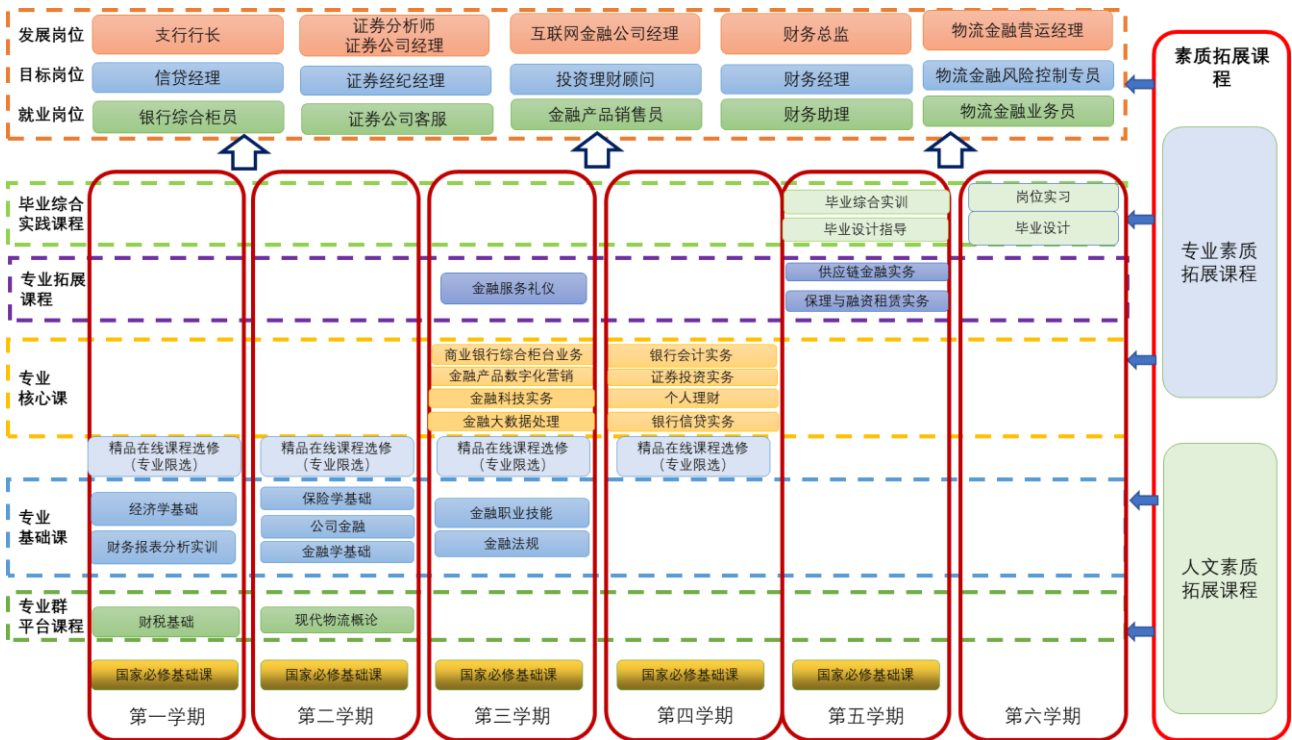 发展岗位
支行行长
证券分析师
证券公司经理
互联网金融公司经理
财务总监
物流金融营运经理
目标岗位
信贷经理
证券经纪经理
投资理财顾问
财务经理
物流金融风险控制专员
就业岗位
银行综合柜员
证券公司客服
金融产品销售员
财务助理
物流金融业务员
素质拓展课
程
专业素质
拓展课程
人文素质
拓展课程
毕业综合
实践课程
毕业综合实训
毕业设计指导
岗位实习
毕业设计
专业拓展
课程
金融服务礼仪
供应链金融实务
保理与融资租赁实务
专业
核心课
商业银行综合柜台业务
金融产品数字化营销
金融科技实务
金融大数据处理
银行会计实务
证券投资实务
个人理财
银行信贷实务
精品在线课程选修
（专业限选）
精品在线课程选修
（专业限选）
精品在线课程选修
（专业限选）
精品在线课程选修
（专业限选）
专业
基础课
经济学基础
财务报表分析实训
保险学基础
公司金融
金融学基础
金融职业技能
金融法规
专业群
平台课程
财税基础
现代物流概论
国家必修基础课
国家必修基础课
国家必修基础课
国家必修基础课
国家必修基础课
第一学期
第二学期
第三学期
第四学期
第五学期
第六学期